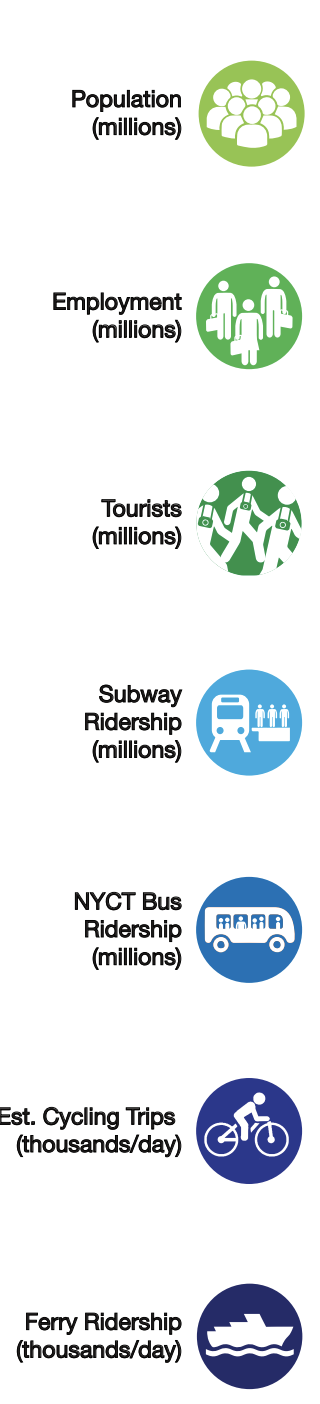 Population
(millions)
Employment
(millions)
Tourists
(millions)
Subway
Ridership
(millions)
NYCT Bus
Ridership
(millions)
Est. Cycling Trips
(thousands/day)
Ferry Ridership
(thousands/day)